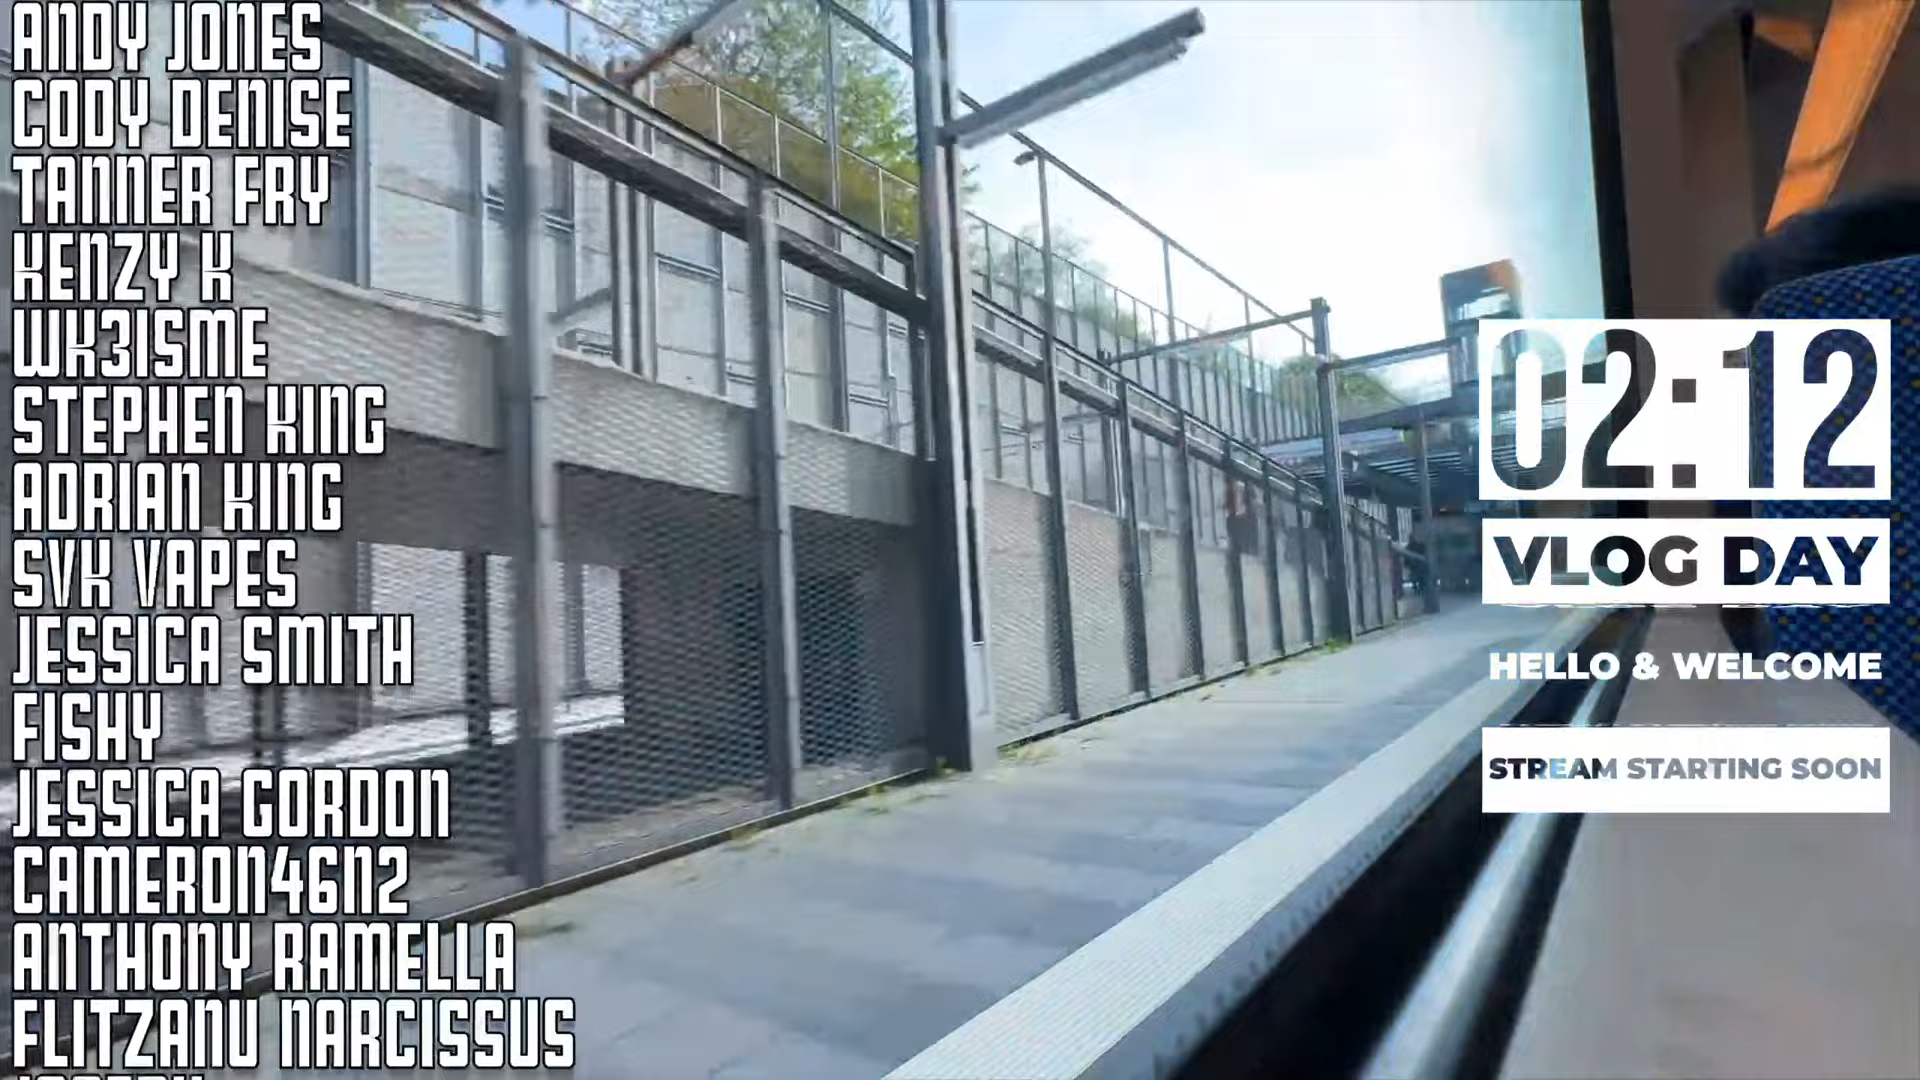 ANDY JONES
CODY DENISE
TANNER FRY
KENZY K
WK3ISME
STEPHEN KING
ADRIAN KING
SVK VAPES
JESSICA SMITH
FISHY
JESSICA GORDON
CAMERON46N2
ANTHONY RAMELLA
FLITZANU NARCISSUS
02:12
VLOG DAY
HELLO & WELCOME
STREAM STARTING SOON